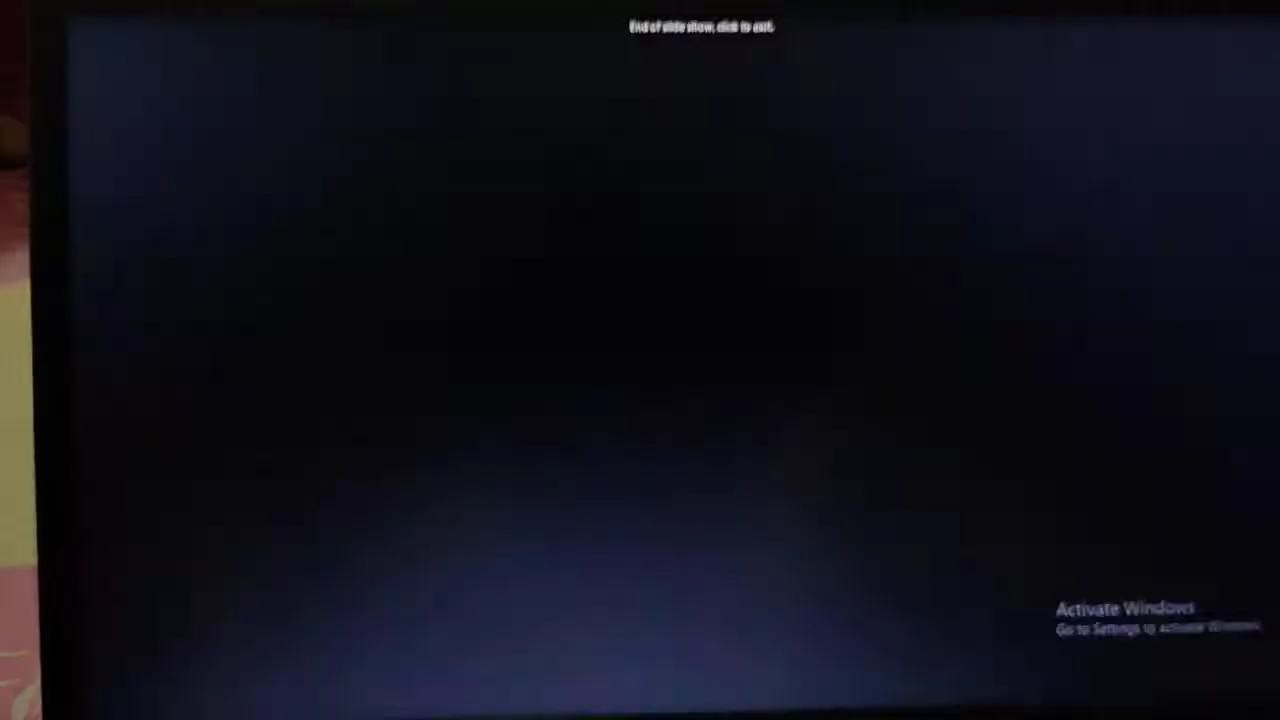 End of slide show, click to exit.
Activate Windows
Go to Settings to activate Windows.